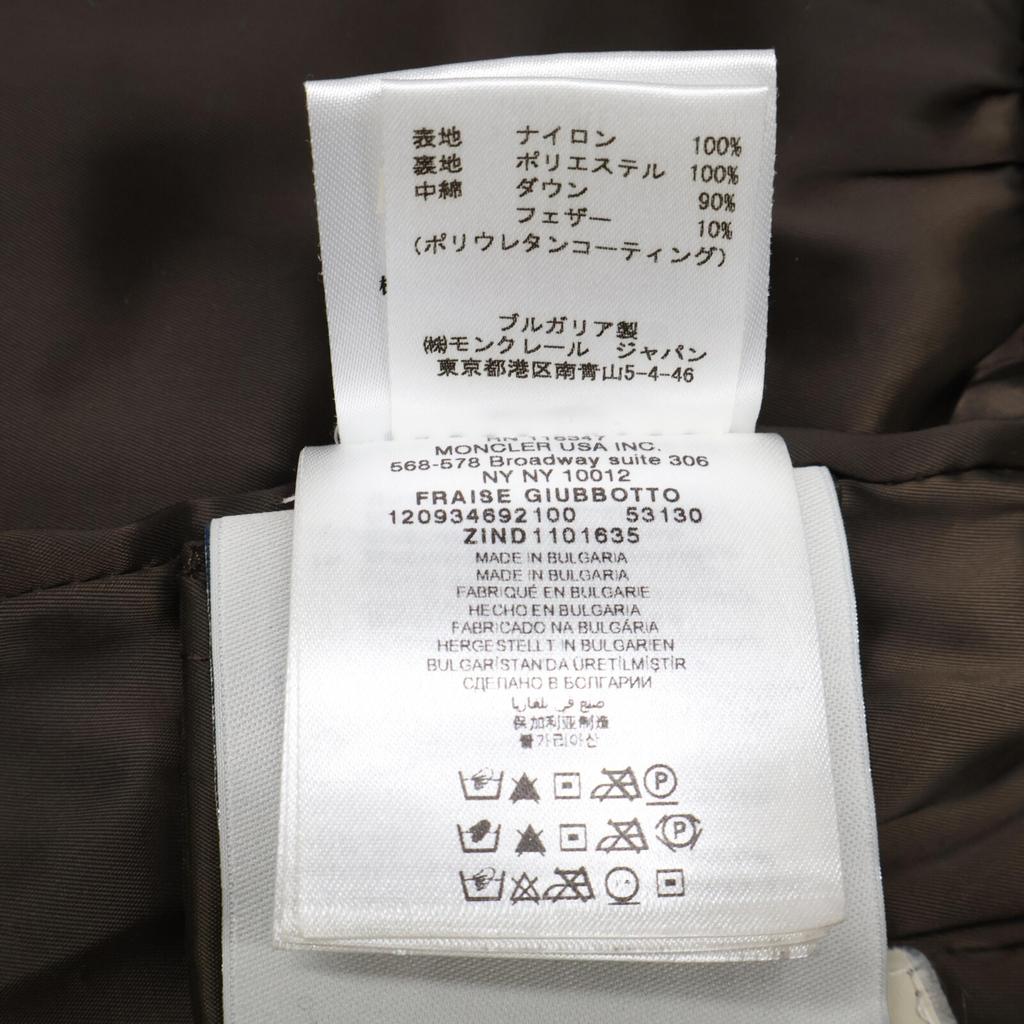 表地 ナイロン 100%
裏地 ポリエステル 100%
中綿 ダウン 90%
フェザー 10%
(ポリウレタンコーティング)
ブルガリア製
㈱モンクレール ジャパン
東京都港区南青山5-4-46
MONCLER USA INC.
568-578 Broadway suite 306
NY NY 10012
FRAISE GIUBBOTTO
120934692100 53130
ZIND1101635
MADE IN BULGARIA
MADE IN BULGARIA
FABRIQUÉ EN BULGARIE
HECHO EN BULGARIA
FABRICADO NA BULGÁRIA
HERGESTELLT IN BULGARIEN
BULGARİSTAN'DA ÜRETİLMİŞTİR
СДЕЛАНО В БОЛГАРИИ
صنع في بلغاريا
保加利亚制造
불가리아산
P
P